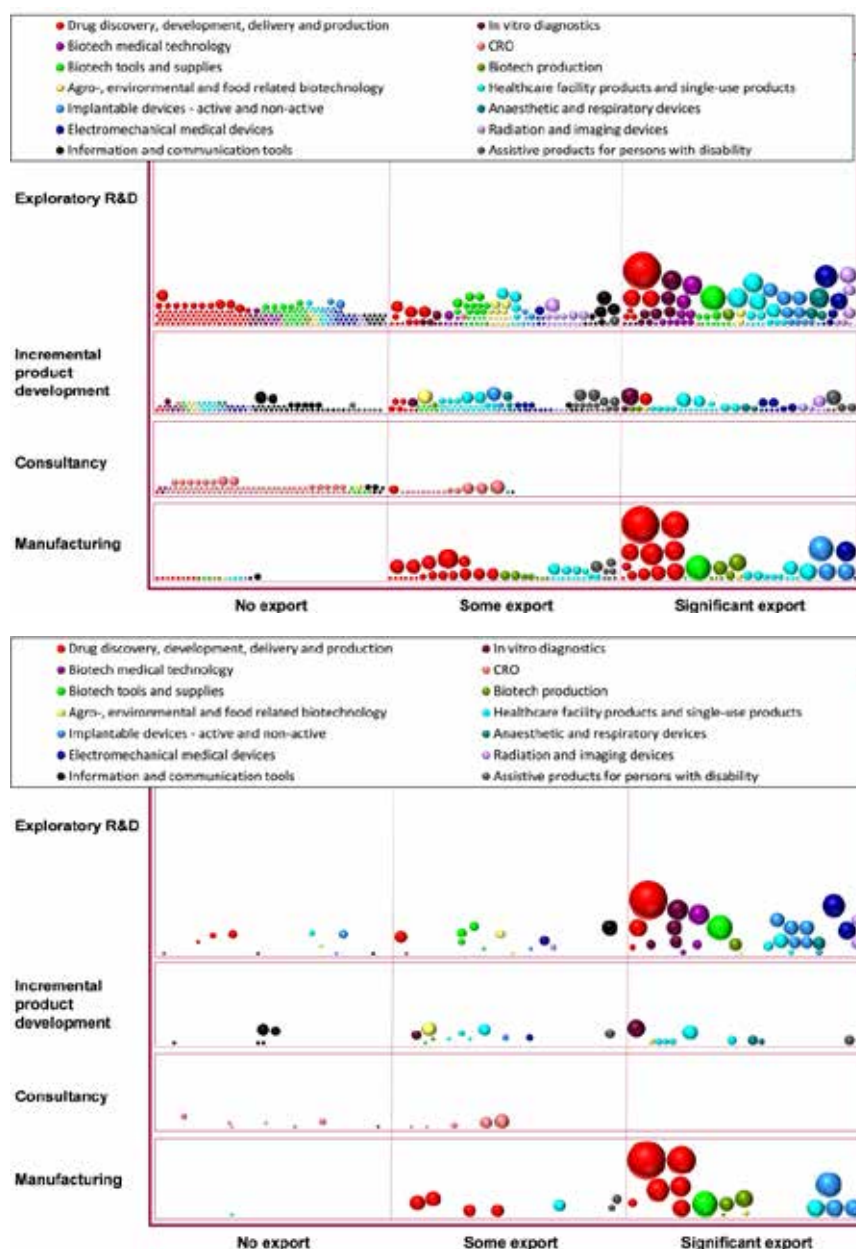 Drug discovery, development, delivery and production
In vitro diagnostics
Biotech medical technology
CRO
Biotech tools and supplies
Biotech production
Agro-, environmental and food related biotechnology
Healthcare facility products and single-use products
Implantable devices - active and non-active
Anaesthetic and respiratory devices
Electromechanical medical devices
Radiation and imaging devices
Information and communication tools
Assistive products for persons with disability
Exploratory R&D
Incremental
product
development
Consultancy
Manufacturing
No export
Some export
Significant export
Drug discovery, development, delivery and production
In vitro diagnostics
Biotech medical technology
CRO
Biotech tools and supplies
Biotech production
Agro-, environmental and food related biotechnology
Healthcare facility products and single-use products
Implantable devices - active and non-active
Anaesthetic and respiratory devices
Electromechanical medical devices
Radiation and imaging devices
Information and communication tools
Assistive products for persons with disability
Exploratory R&D
Incremental
product
development
Consultancy
Manufacturing
No export
Some export
Significant export